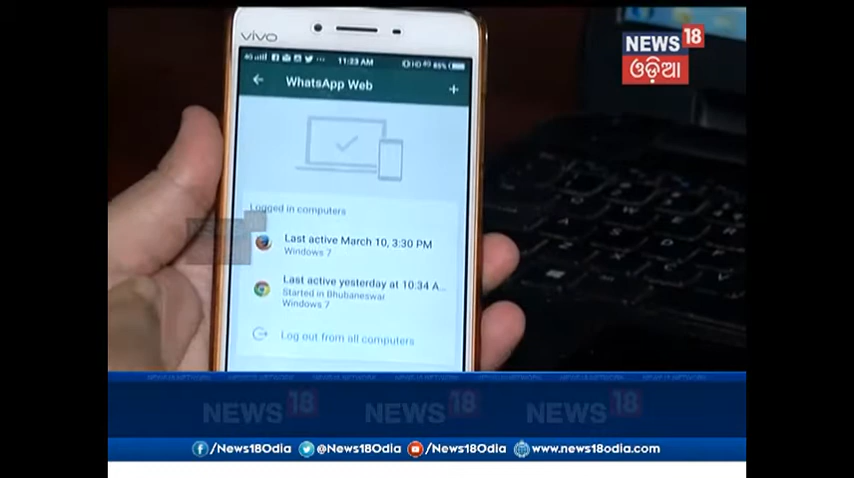 vivo
NEWS 18
ଓଡ଼ିଆ
11:23 AM
WhatsApp Web
+
Logged in computers
Last active March 10, 3:30 PM
Windows 7
Last active yesterday at 10:34 A...
Started in Bhubaneswar
Windows 7
Log out from all computers
NEWS 18 NEWS 18 NEWS 18
/News18Odia @News18Odia /News18Odia www.news18odia.com